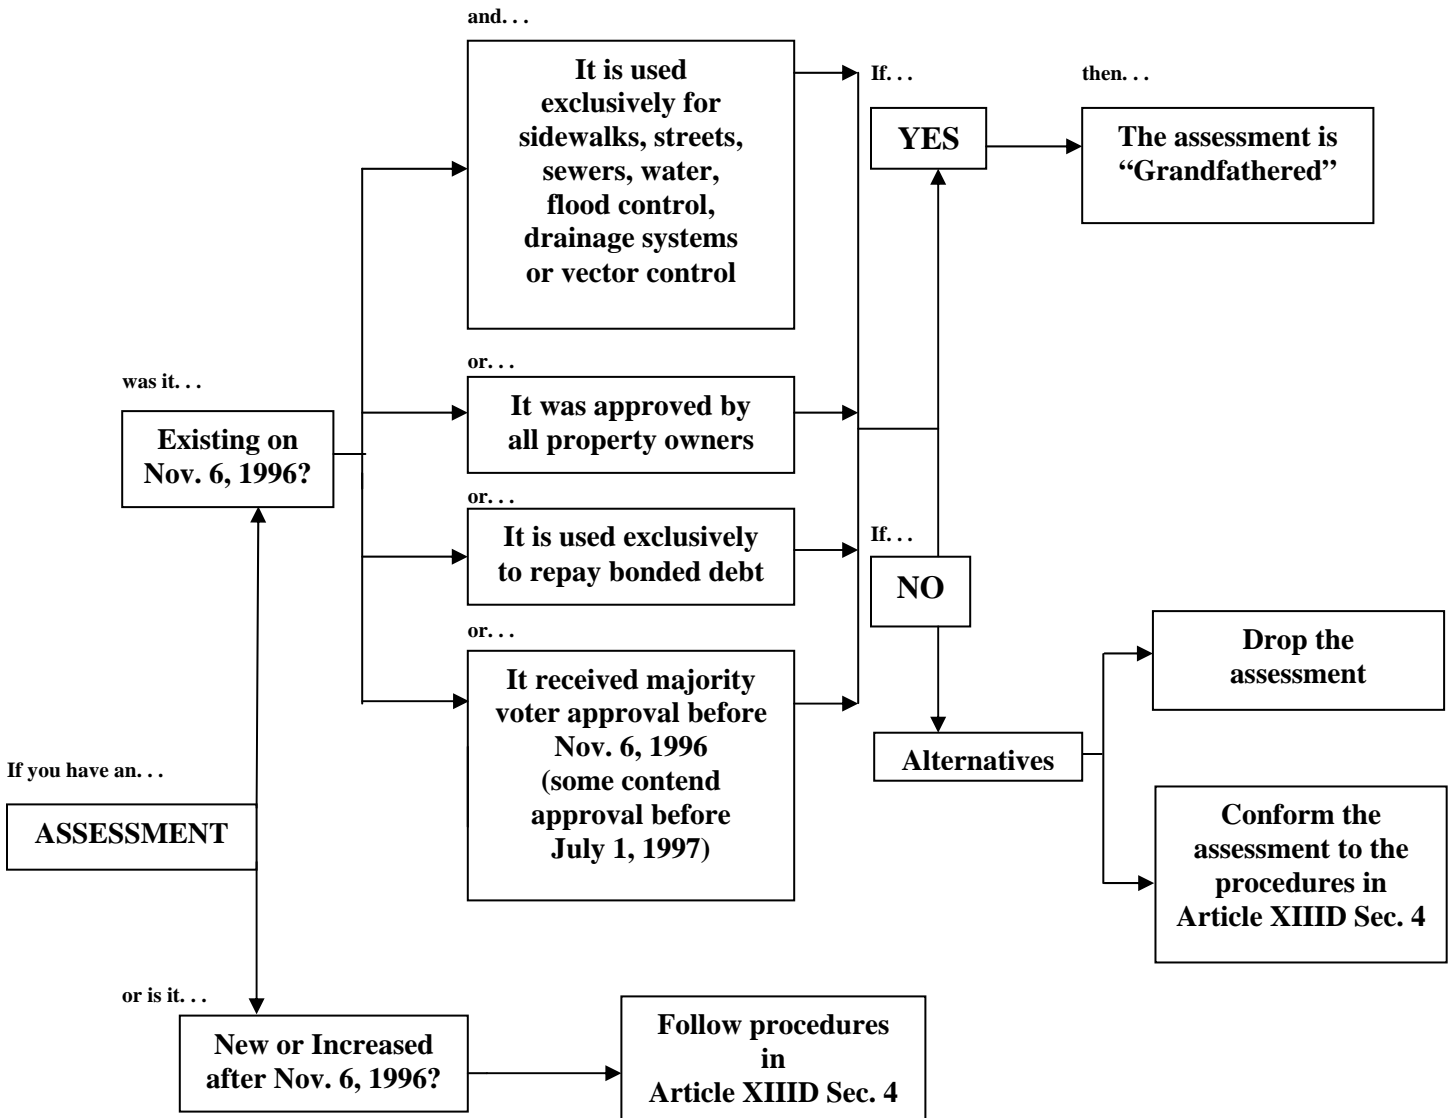 and. . .
It is used
exclusively for
sidewalks, streets,
sewers, water,
flood control,
drainage systems
or vector control
If. . .
YES
then. . .
The assessment is
“Grandfathered”
or. . .
It was approved by
all property owners
was it. . .
Existing on
Nov. 6, 1996?
or. . .
It is used exclusively
to repay bonded debt
If. . .
NO
or. . .
It received majority
voter approval before
Nov. 6, 1996
(some contend
approval before
July 1, 1997)
Alternatives
Drop the
assessment
Conform the
assessment to the
procedures in
Article XIIID Sec. 4
If you have an. . .
ASSESSMENT
or is it. . .
New or Increased
after Nov. 6, 1996?
Follow procedures
in
Article XIIID Sec. 4